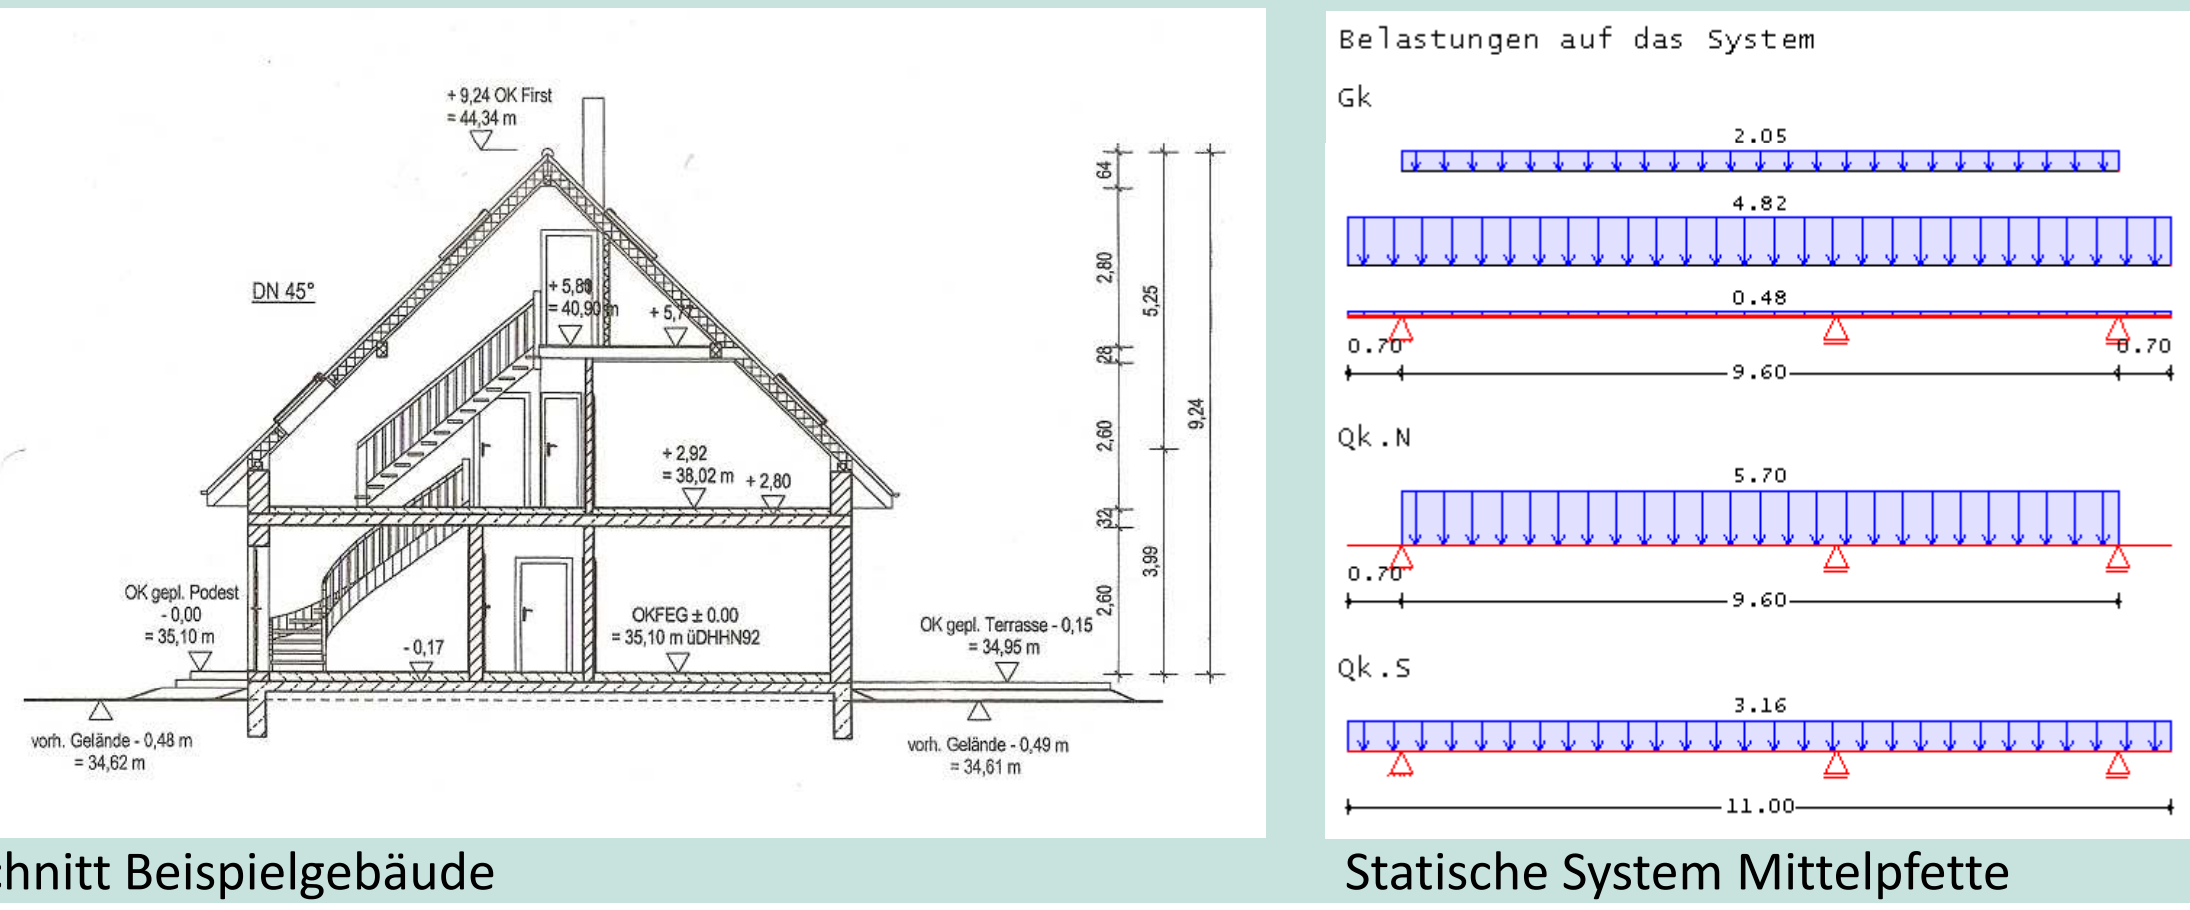 + 9,24 OK First
= 44,34 m
DN 45°
= 40,90 m
+ 2,92
= 38,02 m
+ 2,80
OK gepl. Podest
- 0,00
= 35,10 m
- 0,17
OKFEG ± 0.00
= 35,10 m üDHHN92
OK gepl. Terrasse - 0,15
= 34,95 m
vorh. Gelände - 0,48 m
= 34,62 m
vorh. Gelände - 0,49 m
= 34,61 m
64
2,80
28
2,60
32
2,60
5,25
3,99
9,24
Belastungen auf das System
Gk
2.05
4.82
0.48
0.70
0.70
9.60
Qk.N
5.70
0.70
9.60
Qk.S
3.16
11.00
hnitt Beispielgebäude
Statische System Mittelpfette